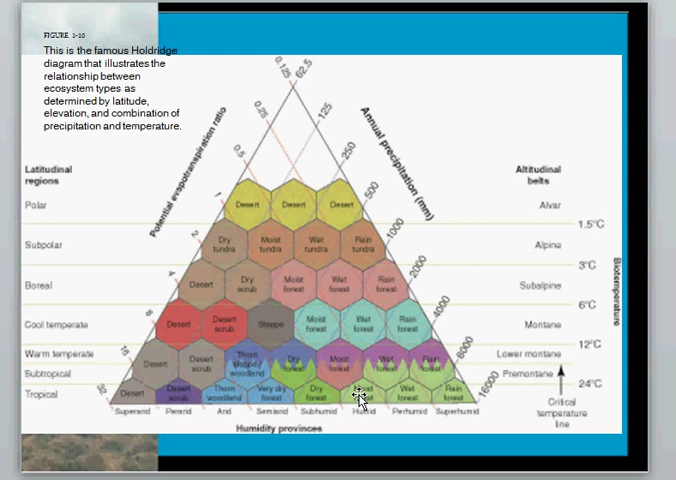 FIGURE 1-10
This is the famous Holdridge
diagram that illustrates the
relationship between
ecosystem types as
determined by latitude,
elevation, and combination of
precipitation and temperature.
0.125 62.5
0.25 125
0.5 250
Potential evapotranspiration ratio
Annual precipitation (mm)
Latitudinal
regions
Altitudinal
belts
1 500
Polar Desert Desert Desert Alvar
1.5°C
2 1000
Subpolar Dry tundra Moist tundra Wet tundra Rain tundra Alpine
3°C
4 2000
Boreal Desert Dry scrub Moist forest Wet forest Rain forest Subalpine
6°C
8 4000
Cool temperate Desert Desert scrub Steppe Moist forest Wet forest Rain forest Montane
12°C
16 8000
Warm temperate Lower montane
Desert Desert scrub Thorn steppe/ woodland Dry forest Moist forest Wet forest Rain forest
Subtropical Premontane
24°C
32 16000
Tropical Desert Desert scrub Thorn woodland Very dry forest Dry forest Moist forest Wet forest Rain forest
Superarid Perarid Arid Semiarid Subhumid Humid Perhumid Superhumid
Humidity provinces
Biotemperature
Critical
temperature
line